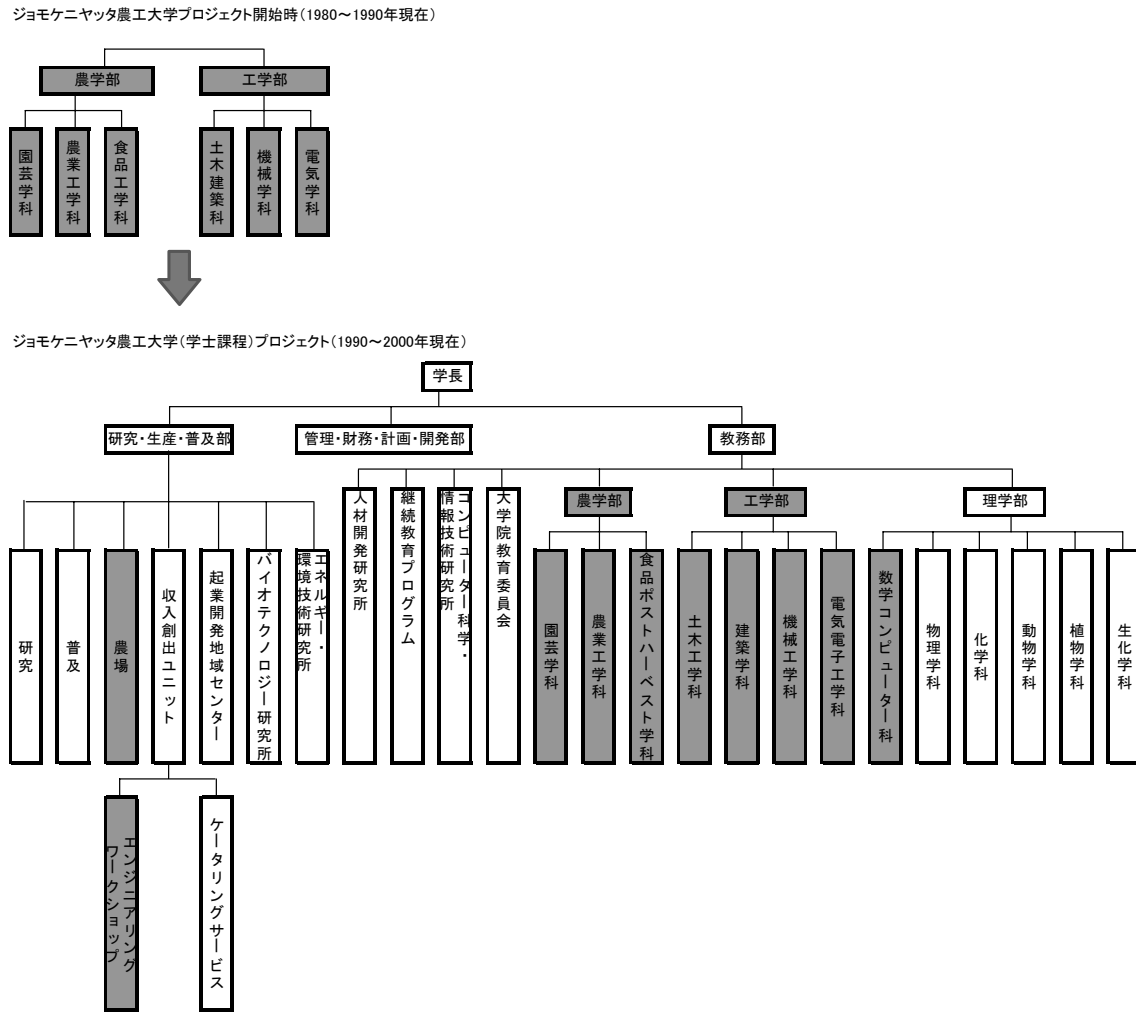 ジョモケニヤッタ農工大学プロジェクト開始時(1980～1990年現在)
農学部
工学部
園芸学科
農業工学科
食品工学科
土木建築科
機械学科
電気学科
ジョモケニヤッタ農工大学(学士課程)プロジェクト(1990～2000年現在)
学長
研究・生産・普及部
管理・財務・計画・開発部
教務部
人材開発研究所
継続教育プログラム
コンピューター科学・
情報技術研究所
大学院教育委員会
農学部
工学部
理学部
研究
普及
農場
収入創出ユニット
起業開発地域センター
バイオテクノロジー研究所
エネルギー・
環境技術研究所
園芸学科
農業工学科
食品ポストハーベスト学科
土木工学科
建築学科
機械工学科
電気電子工学科
数学コンピューター科
物理学科
化学科
動物学科
植物学科
生化学科
エンジニアリング
ワークショップ
ケータリングサービス